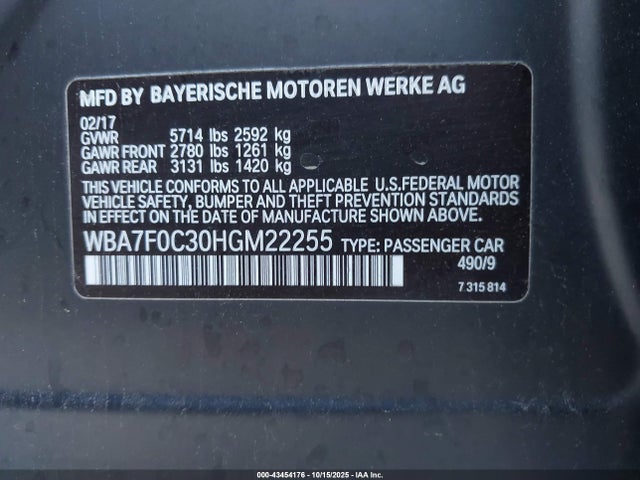 MFD BY BAYERISCHE MOTOREN WERKE AG
02/17
GVWR 5714 lbs 2592 kg
GAWR FRONT 2780 lbs 1261 kg
GAWR REAR 3131 lbs 1420 kg
THIS VEHICLE CONFORMS TO ALL APPLICABLE U.S.FEDERAL MOTOR
VEHICLE SAFETY, BUMPER AND THEFT PREVENTION STANDARDS
IN EFFECT ON THE DATE OF MANUFACTURE SHOWN ABOVE.
WBA7F0C30HGM22255 TYPE: PASSENGER CAR
490/9
7 315 814
000-43454176 - 10/15/2025 - IAA Inc.